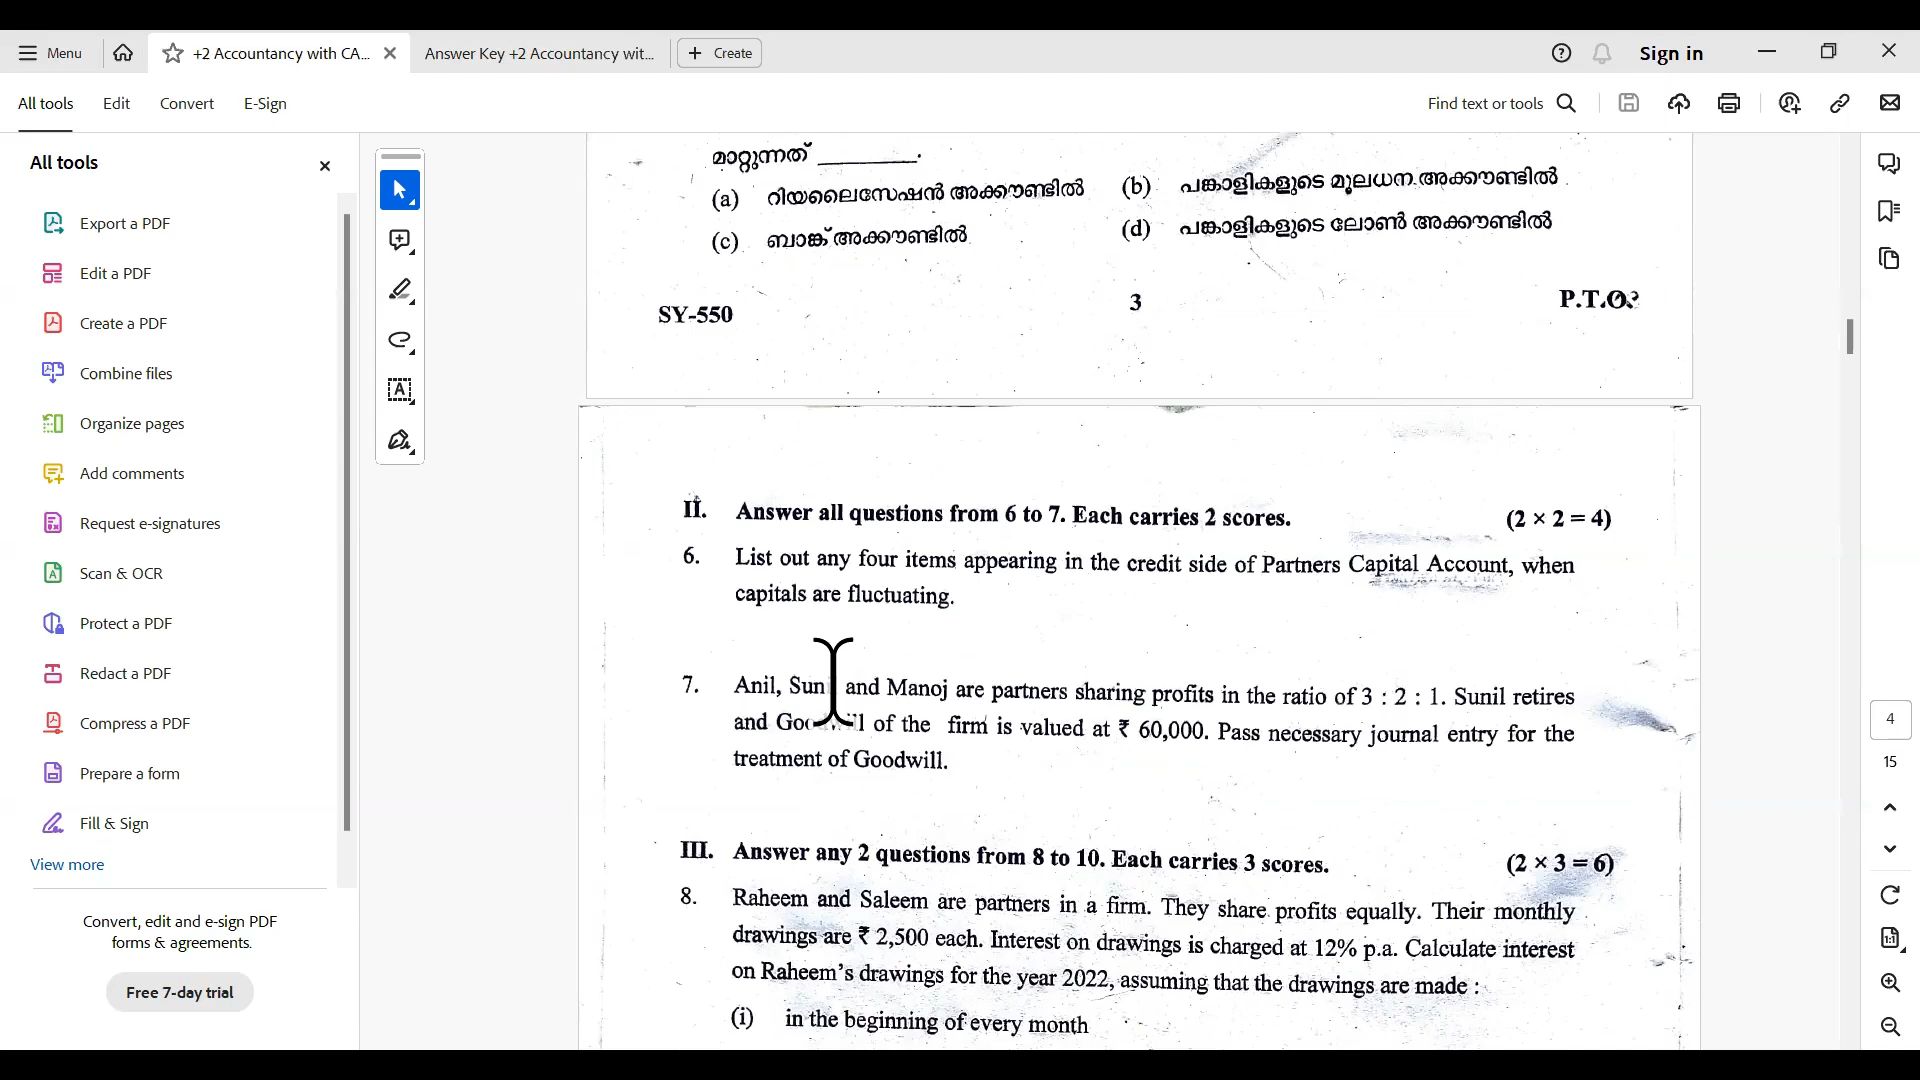 Menu
+2 Accountancy with CA...
Answer Key +2 Accountancy wit...
Create
Sign in
All tools
Edit
Convert
E-Sign
Find text or tools
All tools
Export a PDF
Edit a PDF
Create a PDF
Combine files
Organize pages
Add comments
Request e-signatures
Scan & OCR
Protect a PDF
Redact a PDF
Compress a PDF
Prepare a form
Fill & Sign
View more
Convert, edit and e-sign PDF
forms & agreements.
Free 7-day trial
മാറ്റുന്നത് __________.
(a) റിയലൈസേഷൻ അക്കൗണ്ടിൽ (b) പങ്കാളികളുടെ മൂലധന അക്കൗണ്ടിൽ
(c) ബാങ്ക് അക്കൗണ്ടിൽ (d) പങ്കാളികളുടെ ലോൺ അക്കൗണ്ടിൽ
SY-550 3 P.T.O.
II. Answer all questions from 6 to 7. Each carries 2 scores. (2 × 2 = 4)
6. List out any four items appearing in the credit side of Partners Capital Account, when
capitals are fluctuating.
7. Anil, Sunil and Manoj are partners sharing profits in the ratio of 3 : 2 : 1. Sunil retires
and Goodwill of the firm is valued at ₹ 60,000. Pass necessary journal entry for the
treatment of Goodwill.
III. Answer any 2 questions from 8 to 10. Each carries 3 scores. (2 × 3 = 6)
8. Raheem and Saleem are partners in a firm. They share profits equally. Their monthly
drawings are ₹ 2,500 each. Interest on drawings is charged at 12% p.a. Calculate interest
on Raheem's drawings for the year 2022, assuming that the drawings are made :
(i) in the beginning of every month
4
15